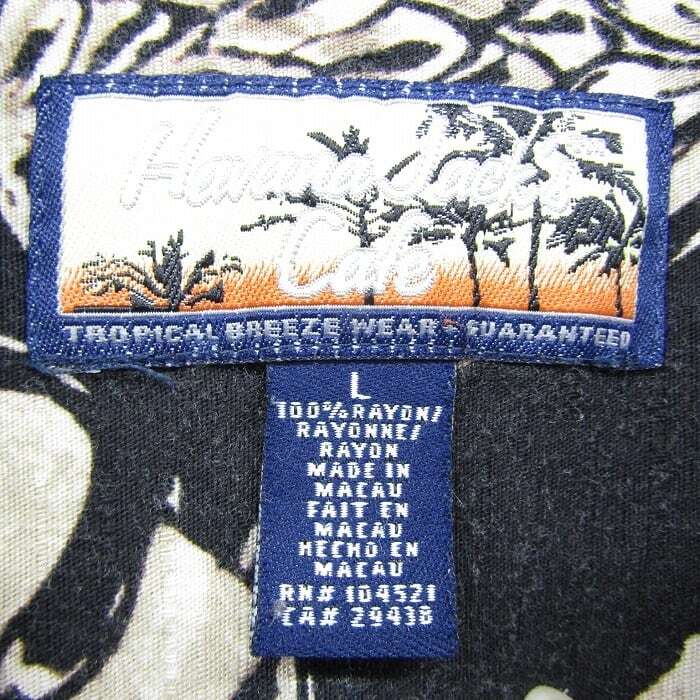 Havana Jack's
Cafe
TROPICAL BREEZE WEAR - GUARANTEED
L
100% RAYON/
RAYONNE/
RAYON
MADE IN
MACAU
FAIT EN
MACAU
HECHO EN
MACAU
RN# 104521
CA# 29438